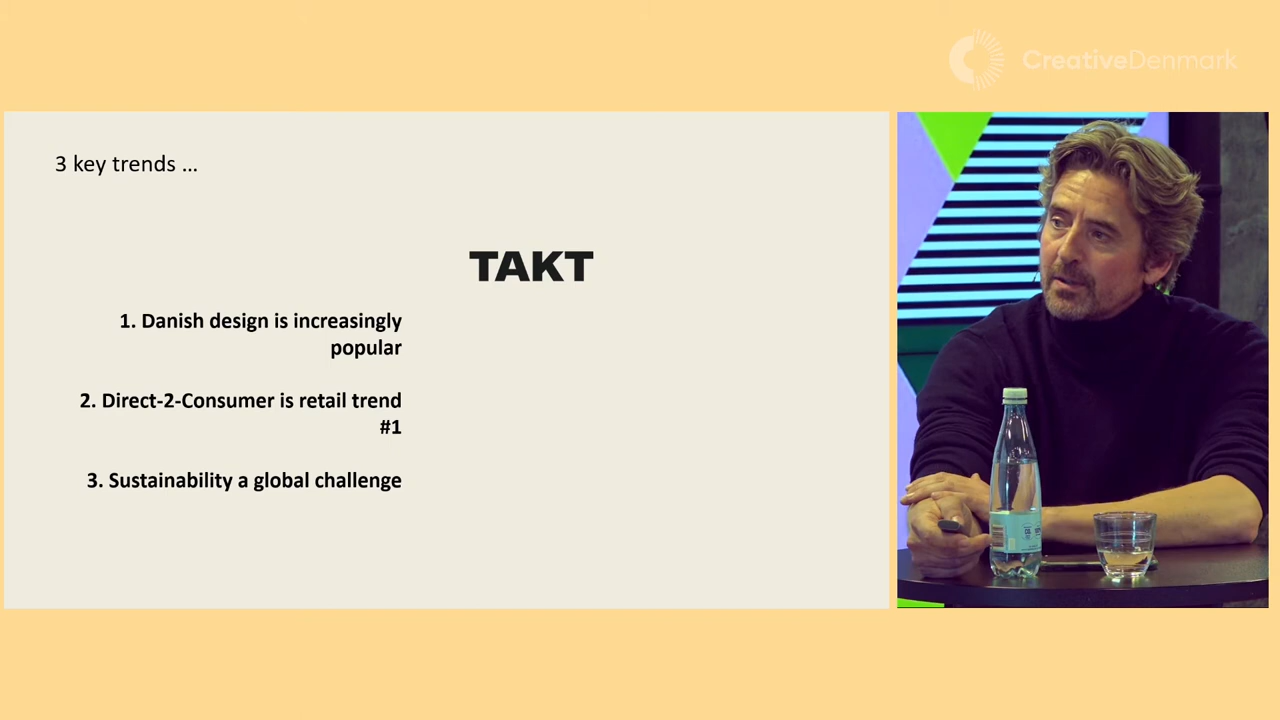 CreativeDenmark
3 key trends ...
TAKT
1. Danish design is increasingly
popular
2. Direct-2-Consumer is retail trend
#1
3. Sustainability a global challenge